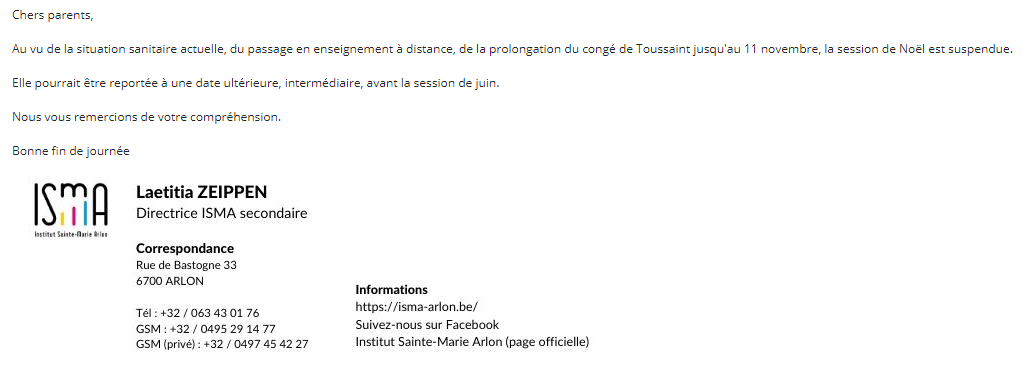 Chers parents,
Au vu de la situation sanitaire actuelle, du passage en enseignement à distance, de la prolongation du congé de Toussaint jusqu'au 11 novembre, la session de Noël est suspendue.
Elle pourrait être reportée à une date ultérieure, intermédiaire, avant la session de juin.
Nous vous remercions de votre compréhension.
Bonne fin de journée
ISMA
Institut Sainte-Marie Arlon
Laetitia ZEIPPEN
Directrice ISMA secondaire
Correspondance
Rue de Bastogne 33
6700 ARLON
Tél : +32 / 063 43 01 76
GSM : +32 / 0495 29 14 77
GSM (privé) : +32 / 0497 45 42 27
Informations
https://isma-arlon.be/
Suivez-nous sur Facebook
Institut Sainte-Marie Arlon (page officielle)